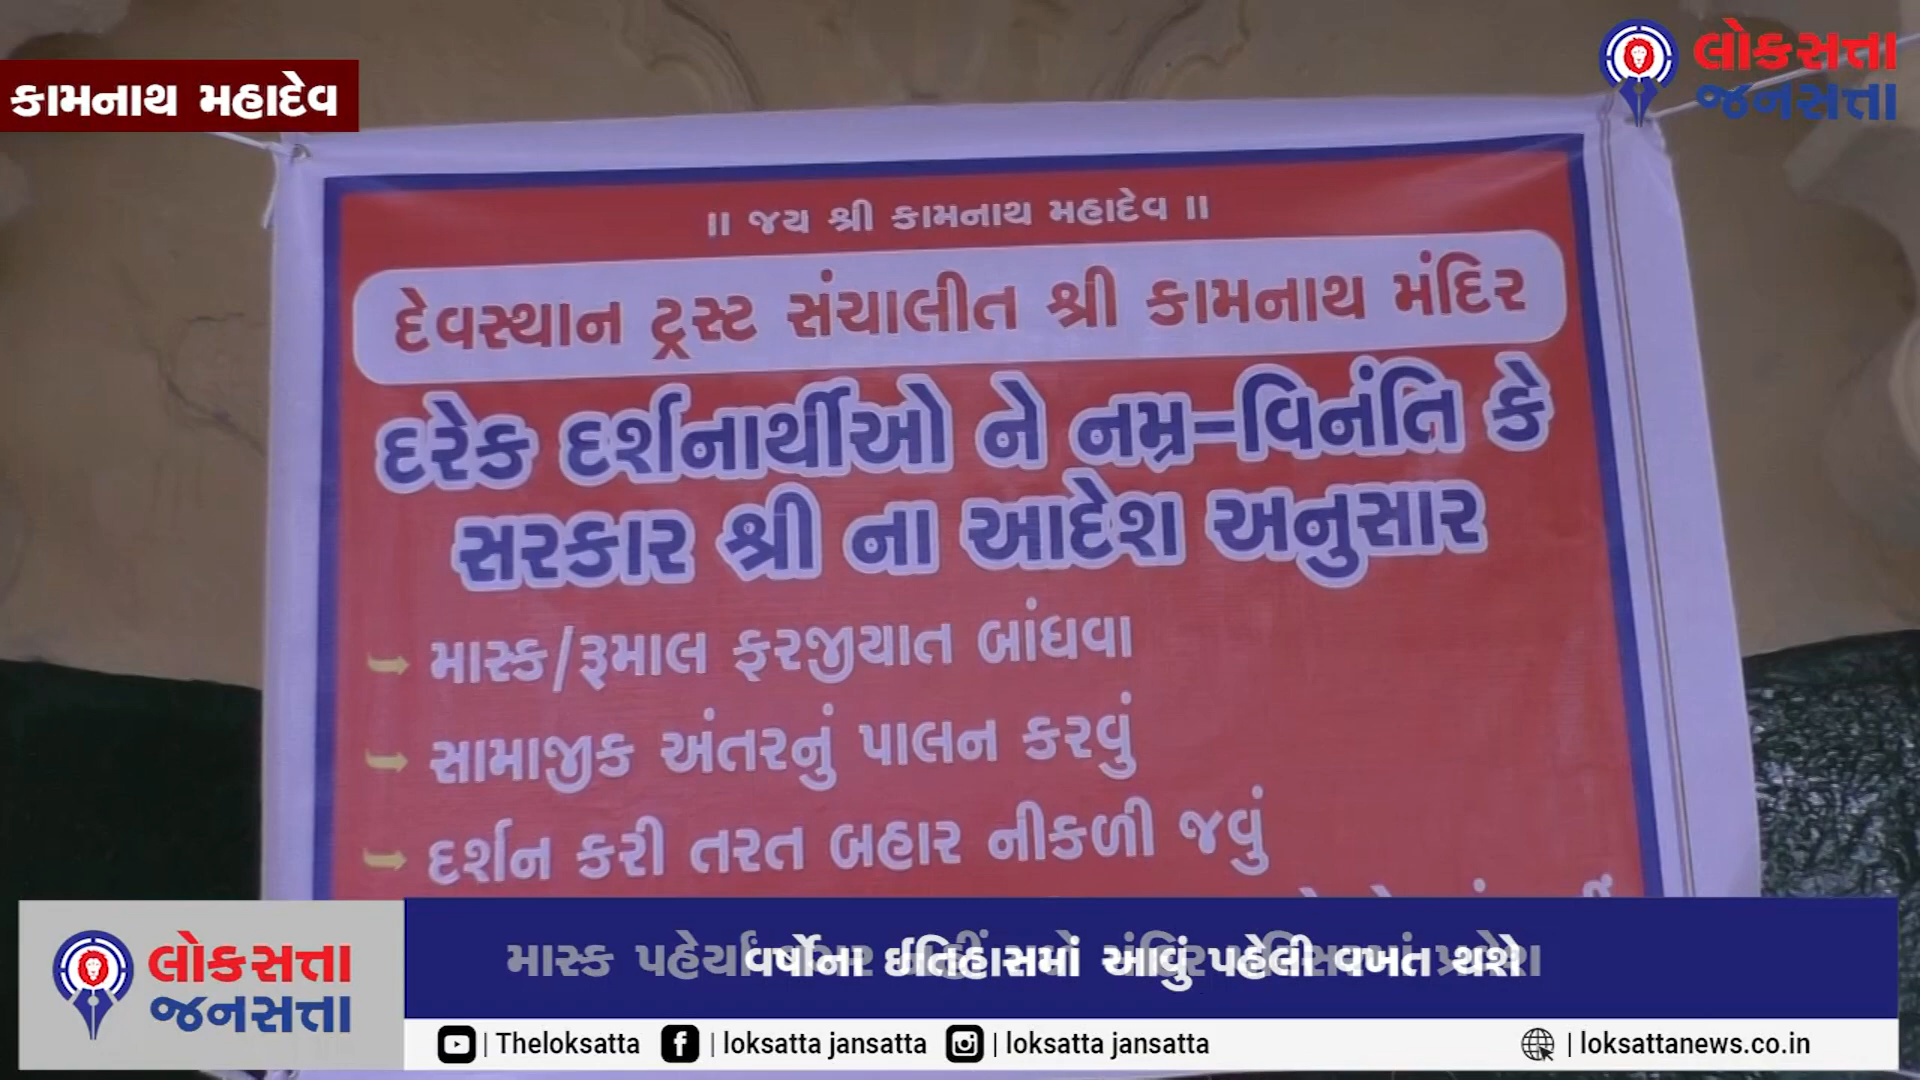 કામનાથ મહાદેવ
લોકસત્તા
જનસત્તા
॥ જય શ્રી કામનાથ મહાદેવ ॥
દેવસ્થાન ટ્રસ્ટ સંચાલીત શ્રી કામનાથ મંદિર
દરેક દર્શનાર્થીઓ ને નમ્ર-વિનંતિ કે
સરકાર શ્રી ના આદેશ અનુસાર
માસ્ક/રૂમાલ ફરજીયાત બાંધવા
સામાજીક અંતરનું પાલન કરવું
દર્શન કરી તરત બહાર નીકળી જવું
લોકસત્તા
જનસત્તા
માસ્ક
વર્ષોના ઈતિહાસમાં આવું પહેલી વખત થશે
| Theloksatta | loksatta jansatta | loksatta jansatta | loksattanews.co.in